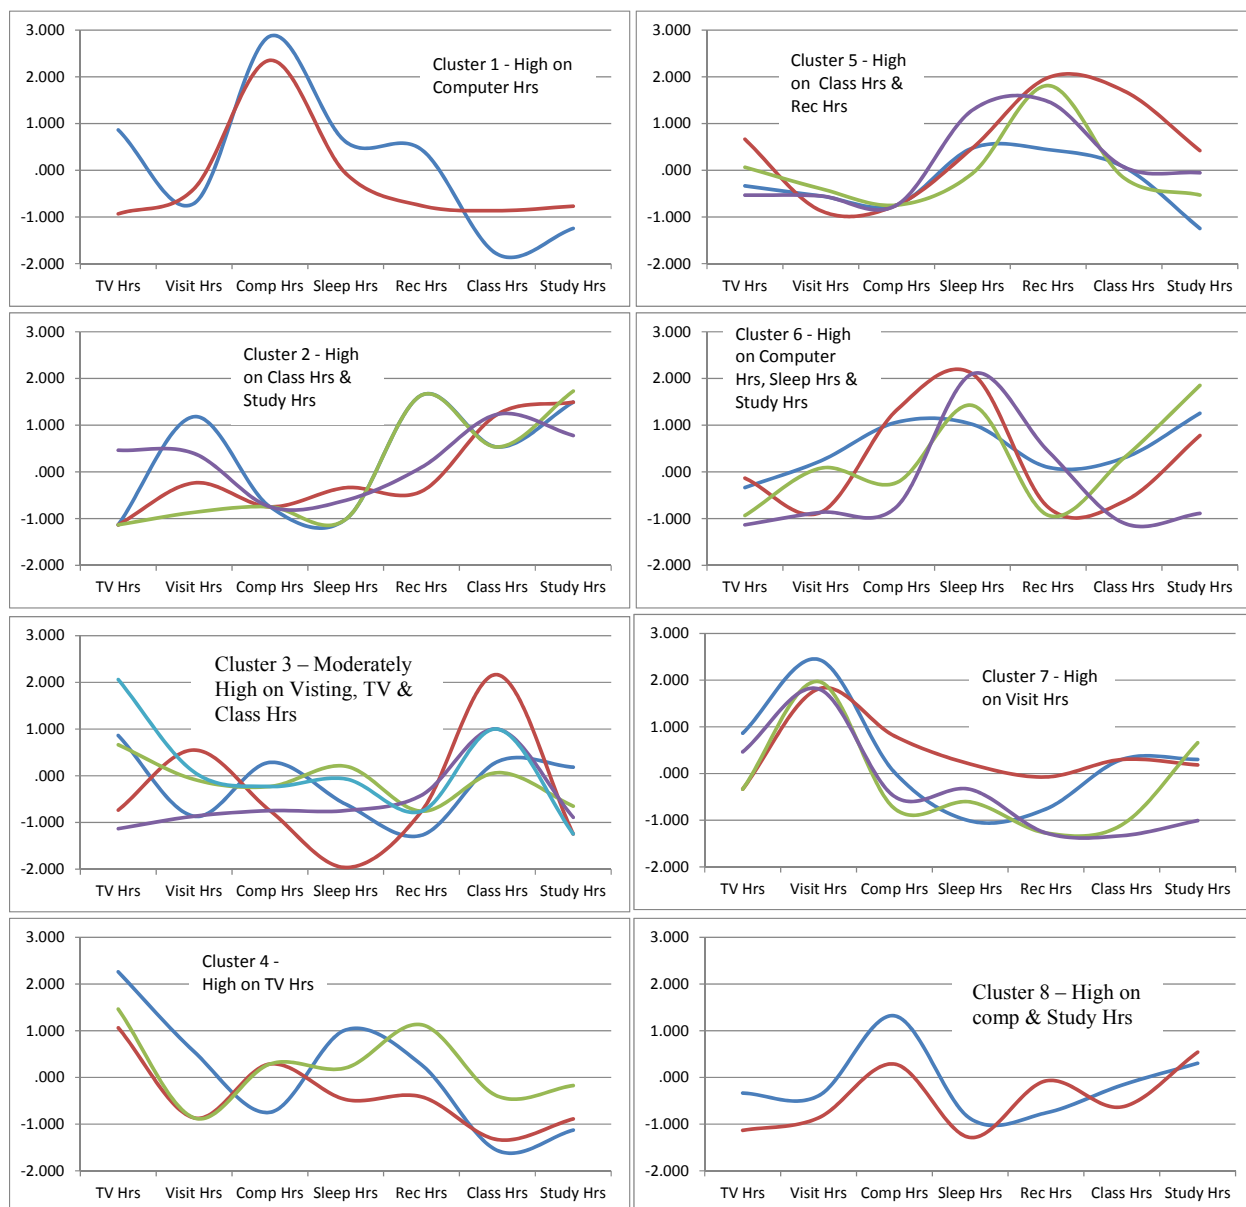 3.000
2.000
1.000
.000
-1.000
-2.000
Cluster 1 - High on
Computer Hrs
TV Hrs Visit Hrs Comp Hrs Sleep Hrs Rec Hrs Class Hrs Study Hrs
3.000
2.000
1.000
.000
-1.000
-2.000
Cluster 5 - High
on Class Hrs &
Rec Hrs
TV Hrs Visit Hrs Comp Hrs Sleep Hrs Rec Hrs Class Hrs Study Hrs
3.000
2.000
1.000
.000
-1.000
-2.000
Cluster 2 - High
on Class Hrs &
Study Hrs
TV Hrs Visit Hrs Comp Hrs Sleep Hrs Rec Hrs Class Hrs Study Hrs
3.000
2.000
1.000
.000
-1.000
-2.000
Cluster 6 - High
on Computer
Hrs, Sleep Hrs &
Study Hrs
TV Hrs Visit Hrs Comp Hrs Sleep Hrs Rec Hrs Class Hrs Study Hrs
3.000
2.000
1.000
.000
-1.000
-2.000
Cluster 3 – Moderately
High on Visting, TV &
Class Hrs
TV Hrs Visit Hrs Comp Hrs Sleep Hrs Rec Hrs Class Hrs Study Hrs
3.000
2.000
1.000
.000
-1.000
-2.000
Cluster 7 - High
on Visit Hrs
TV Hrs Visit Hrs Comp Hrs Sleep Hrs Rec Hrs Class Hrs Study Hrs
3.000
2.000
1.000
.000
-1.000
-2.000
Cluster 4 -
High on TV Hrs
TV Hrs Visit Hrs Comp Hrs Sleep Hrs Rec Hrs Class Hrs Study Hrs
3.000
2.000
1.000
.000
-1.000
-2.000
Cluster 8 – High on
comp & Study Hrs
TV Hrs Visit Hrs Comp Hrs Sleep Hrs Rec Hrs Class Hrs Study Hrs